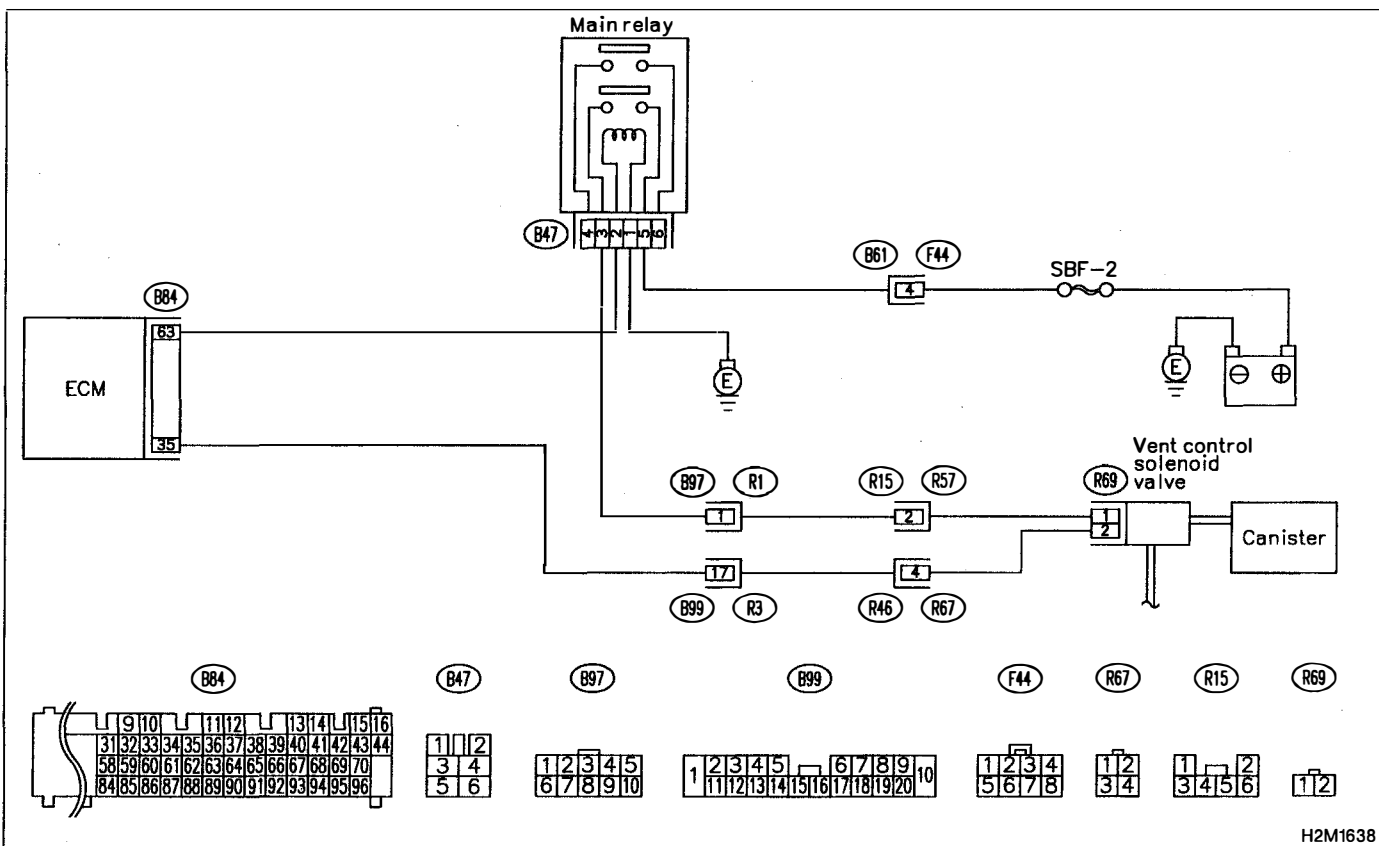 Main relay
B47
4 3 2 1 5 6
B61 F44
4
SBF-2
B84
63
ECM
35
E
E
⊖ ⊕
Vent control
solenoid
valve
B97 R1
1
R15 R57
2
R69
1
2
Canister
17
B99 R3
4
R46 R67
B84
9 10 11 12 13 14 15 16
31 32 33 34 35 36 37 38 39 40 41 42 43 44
58 59 60 61 62 63 64 65 66 67 68 69 70
84 85 86 87 88 89 90 91 92 93 94 95 96
B47
1 2
3 4
5 6
B97
1 2 3 4 5
6 7 8 9 10
B99
1 2 3 4 5 6 7 8 9 10
11 12 13 14 15 16 17 18 19 20
F44
1 2 3 4
5 6 7 8
R67
1 2
3 4
R15
1 2
3 4 5 6
R69
1 2
H2M1638